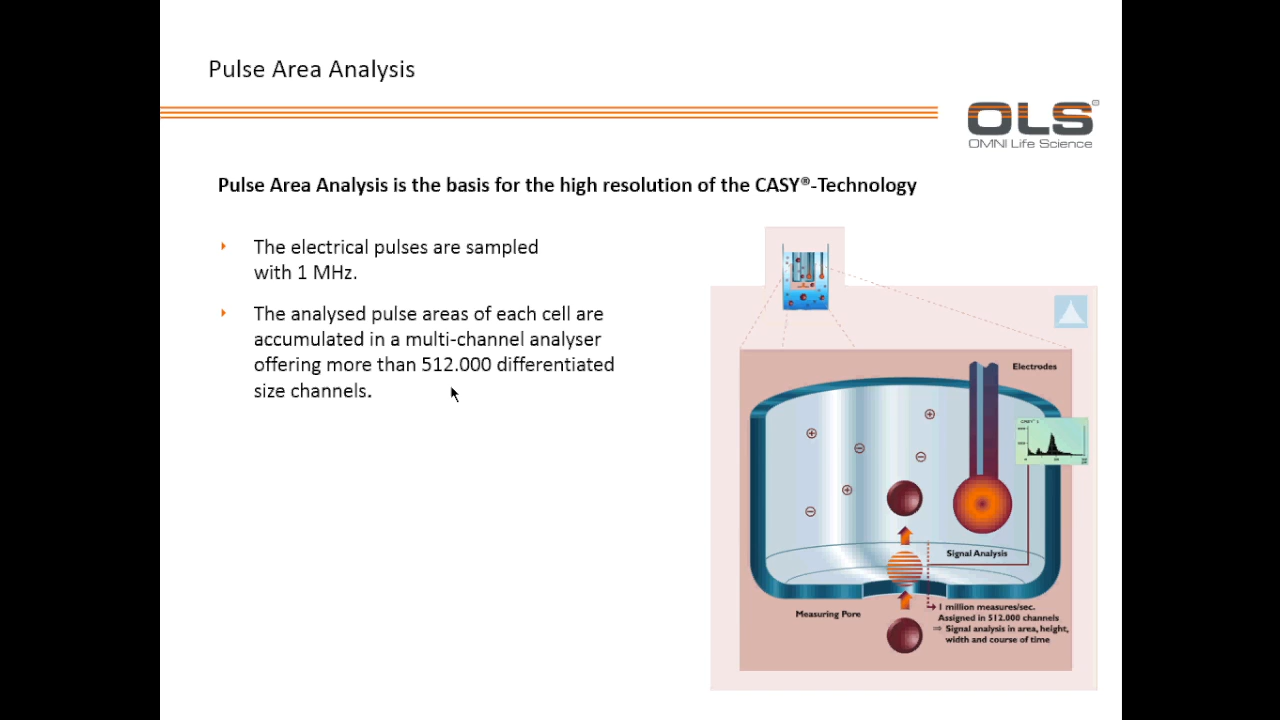 Pulse Area Analysis
OLS
OMNI Life Science
Pulse Area Analysis is the basis for the high resolution of the CASY®-Technology
The electrical pulses are sampled
with 1 MHz.
The analysed pulse areas of each cell are
accumulated in a multi-channel analyser
offering more than 512.000 differentiated
size channels.
Electrodes
Signal Analysis
Measuring Pore
1 million measures/sec.
Assigned in 512.000 channels
⇒ Signal analysis in area, height,
width and course of time